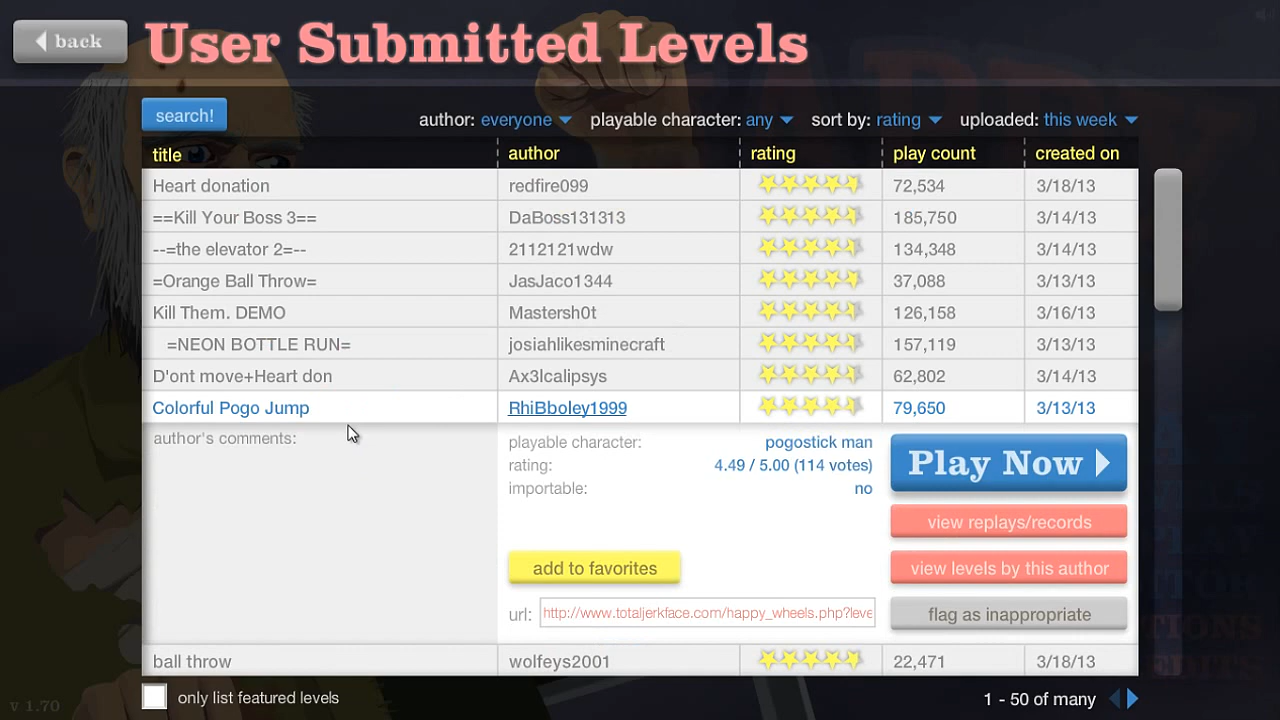 back
User Submitted Levels
search!
author: everyone playable character: any sort by: rating uploaded: this week
title author rating play count created on
Heart donation redfire099 72,534 3/18/13
==Kill Your Boss 3== DaBoss131313 185,750 3/14/13
--=the elevator 2=-- 2112121wdw 134,348 3/14/13
=Orange Ball Throw= JasJaco1344 37,088 3/13/13
Kill Them. DEMO Mastersh0t 126,158 3/16/13
=NEON BOTTLE RUN= josiahlikesminecraft 157,119 3/13/13
D'ont move+Heart don Ax3lcalipsys 62,802 3/14/13
Colorful Pogo Jump RhiBboley1999 79,650 3/13/13
author's comments:
playable character: pogostick man
rating: 4.49 / 5.00 (114 votes)
importable: no
Play Now
view replays/records
add to favorites
view levels by this author
url: http://www.totaljerkface.com/happy_wheels.php?leve
flag as inappropriate
ball throw wolfeys2001 22,471 3/18/13
only list featured levels
1 - 50 of many
v 1.70